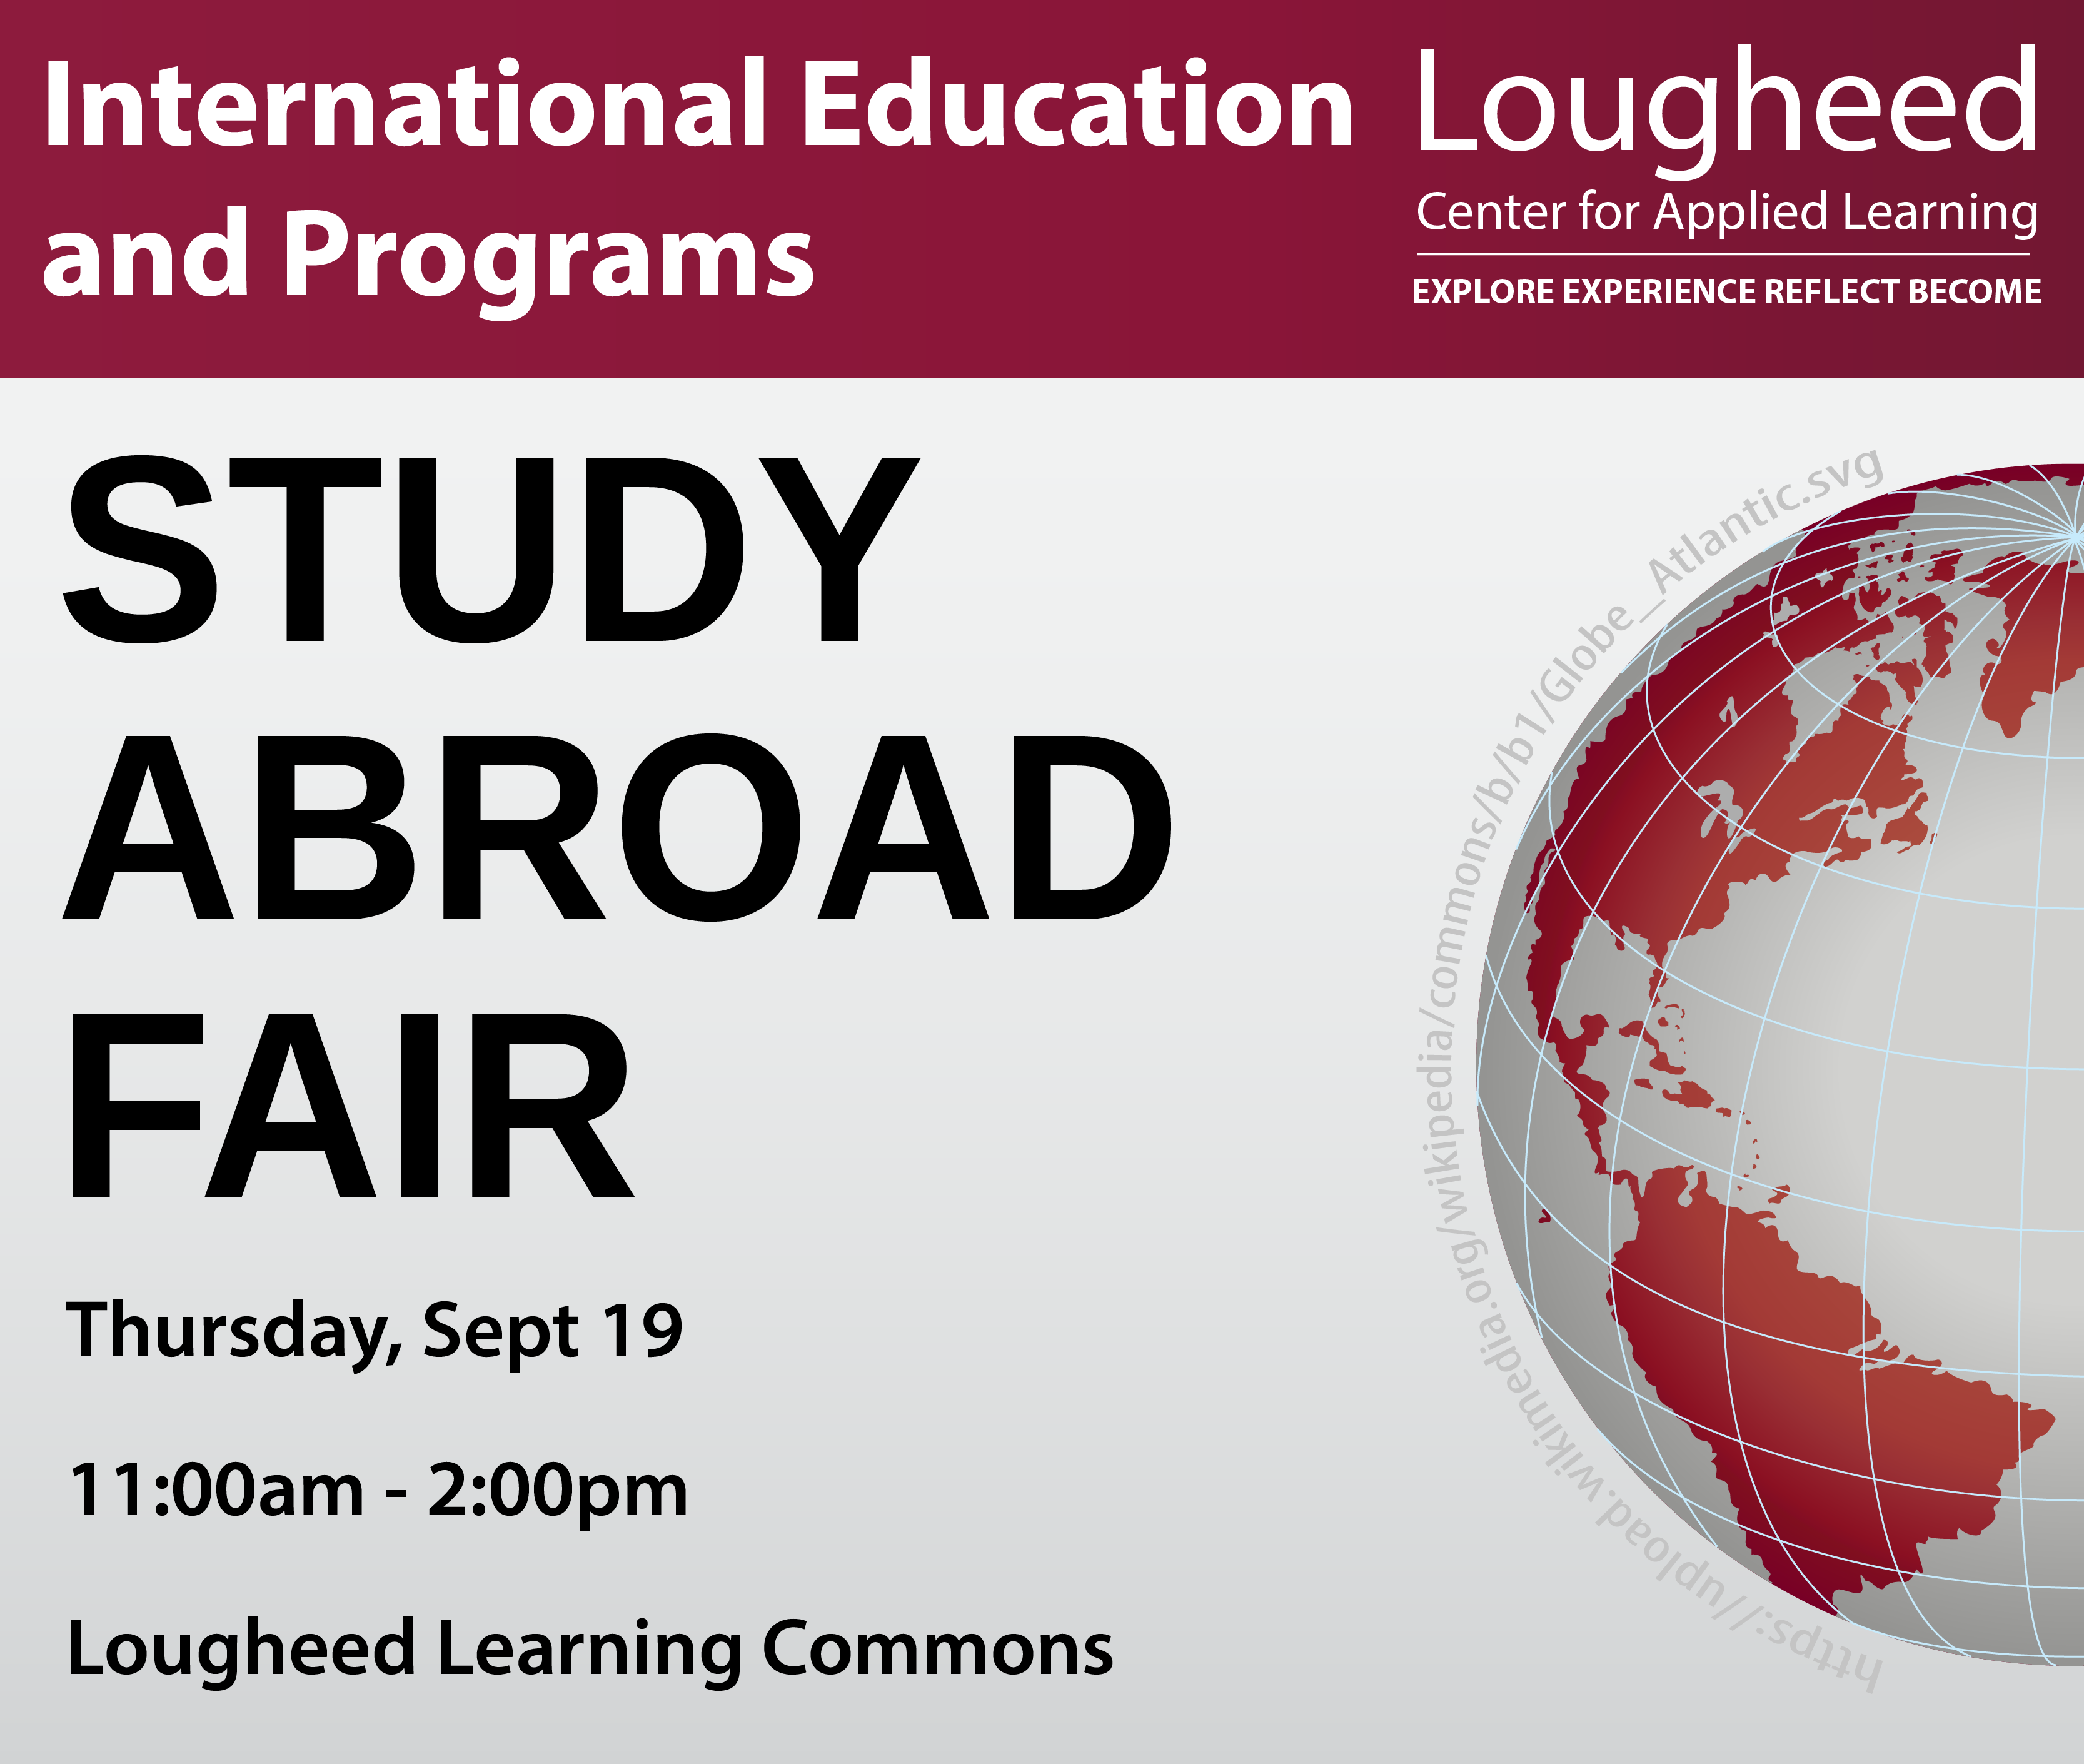 International Education
and Programs
Lougheed
Center for Applied Learning
EXPLORE EXPERIENCE REFLECT BECOME
STUDY
ABROAD
FAIR
Thursday, Sept 19
11:00am - 2:00pm
Lougheed Learning Commons
https://upload.wikimedia.org/wikipedia/commons/b/b1/Globe_Atlantic.svg